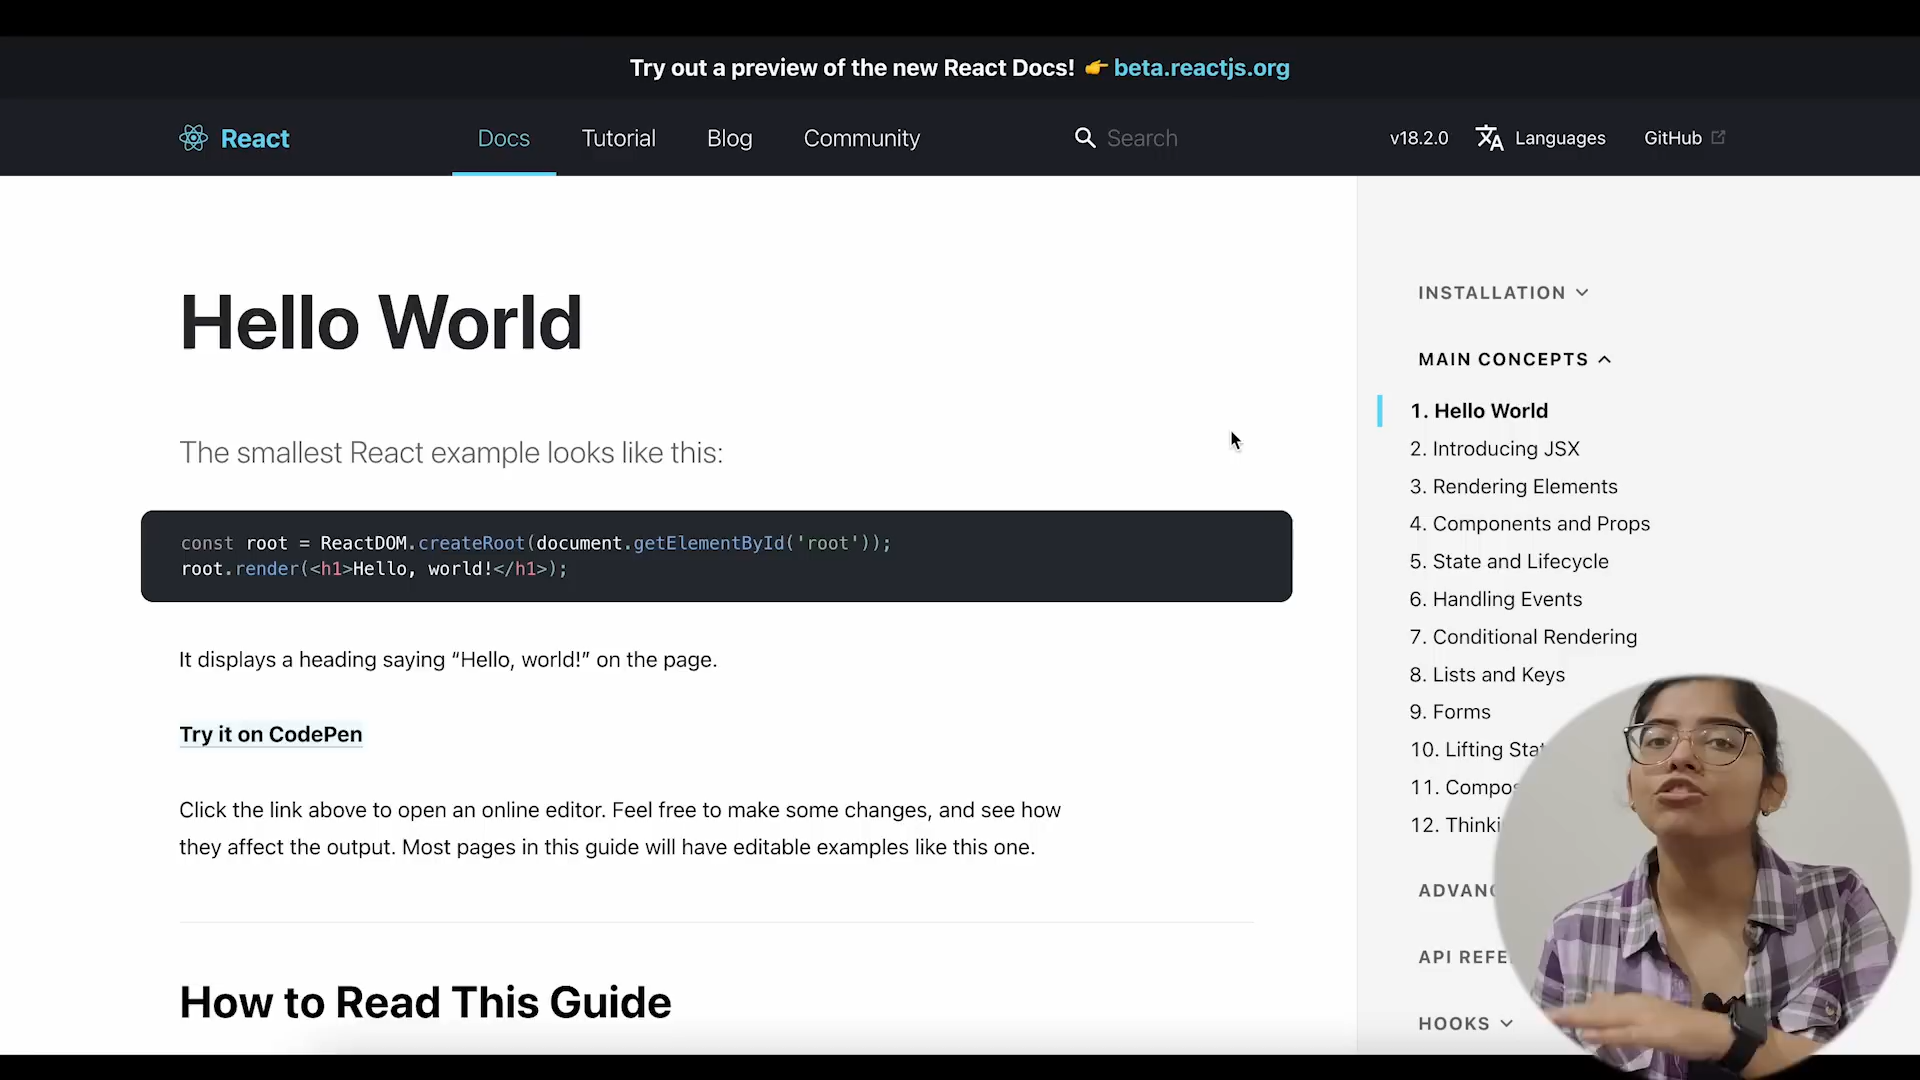 Try out a preview of the new React Docs! 👉 beta.reactjs.org
React Docs Tutorial Blog Community Search v18.2.0 Languages GitHub
Hello World
The smallest React example looks like this:
const root = ReactDOM.createRoot(document.getElementById('root'));
root.render(<h1>Hello, world!</h1>);
It displays a heading saying “Hello, world!” on the page.
Try it on CodePen
Click the link above to open an online editor. Feel free to make some changes, and see how
they affect the output. Most pages in this guide will have editable examples like this one.
How to Read This Guide
INSTALLATION
MAIN CONCEPTS
1. Hello World
2. Introducing JSX
3. Rendering Elements
4. Components and Props
5. State and Lifecycle
6. Handling Events
7. Conditional Rendering
8. Lists and Keys
9. Forms
10. Lifting
11.
12.
HOOKS